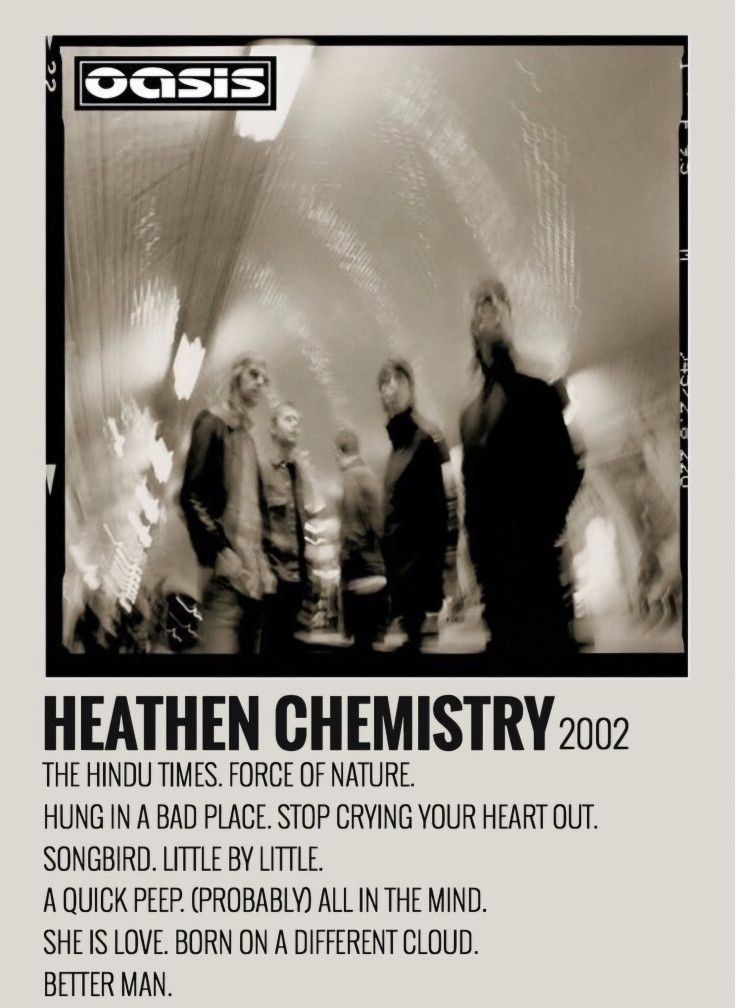 oasis
HEATHEN CHEMISTRY 2002
THE HINDU TIMES. FORCE OF NATURE.
HUNG IN A BAD PLACE. STOP CRYING YOUR HEART OUT.
SONGBIRD. LITTLE BY LITTLE.
A QUICK PEEP. (PROBABLY) ALL IN THE MIND.
SHE IS LOVE. BORN ON A DIFFERENT CLOUD.
BETTER MAN.